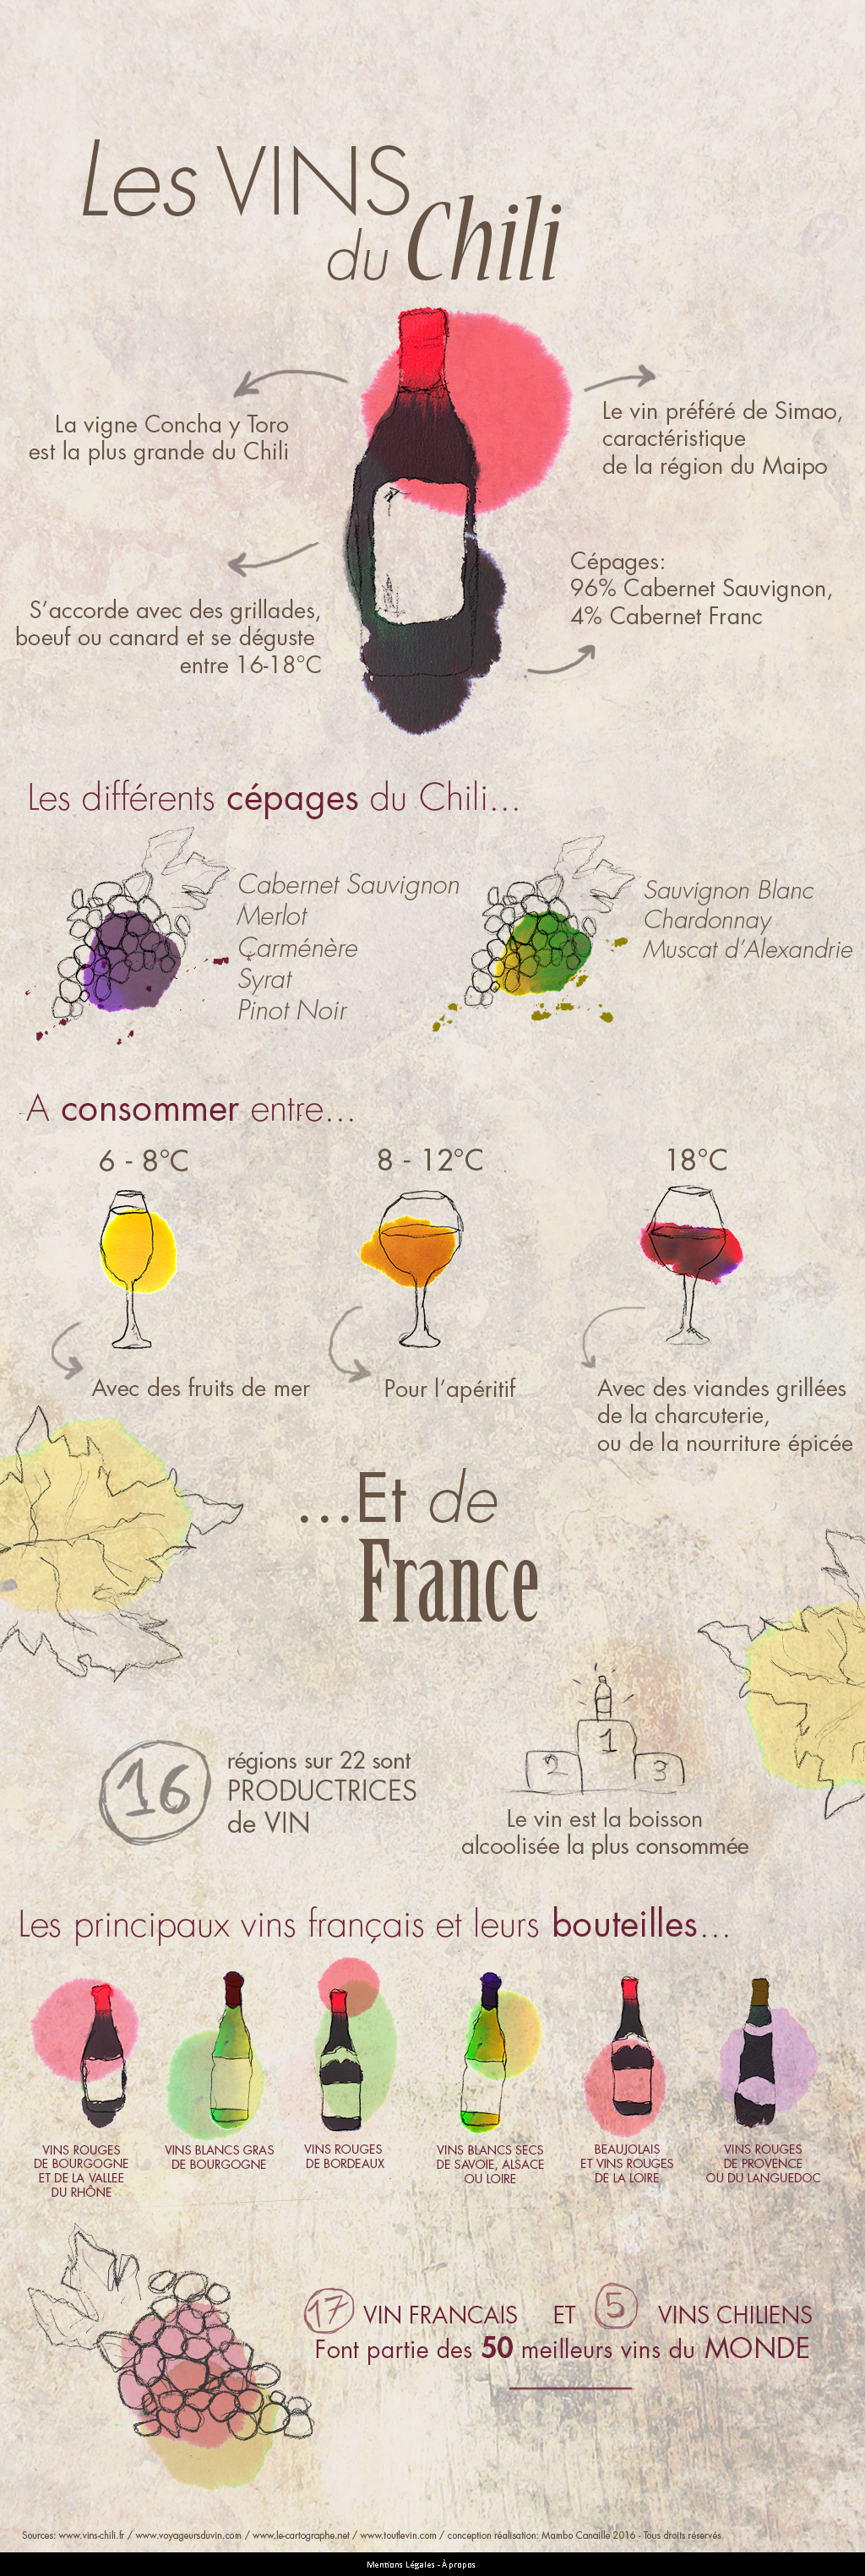 Les VINS
du Chili
La vigne Concha y Toro
est la plus grande du Chili
Le vin préféré de Simao,
caractéristique
de la région du Maipo
S'accorde avec des grillades,
boeuf ou canard et se déguste
entre 16-18°C
Cépages:
96% Cabernet Sauvignon,
4% Cabernet Franc
Les différents cépages du Chili...
Cabernet Sauvignon
Merlot
Carménère
Syrat
Pinot Noir
Sauvignon Blanc
Chardonnay
Muscat d'Alexandrie
A consommer entre...
6 - 8°C
8 - 12°C
18°C
Avec des fruits de mer
Pour l'apéritif
Avec des viandes grillées
de la charcuterie,
ou de la nourriture épicée
...Et de
France
16
régions sur 22 sont
PRODUCTRICES
de VIN
1
2
3
Le vin est la boisson
alcoolisée la plus consommée
Les principaux vins français et leurs bouteilles...
VINS ROUGES
DE BOURGOGNE
ET DE LA VALLEE
DU RHÔNE
VINS BLANCS GRAS
DE BOURGOGNE
VINS ROUGES
DE BORDEAUX
VINS BLANCS SECS
DE SAVOIE, ALSACE
OU LOIRE
BEAUJOLAIS
ET VINS ROUGES
DE LA LOIRE
VINS ROUGES
DE PROVENCE
OU DU LANGUEDOC
17 VIN FRANCAIS ET 5 VINS CHILIENS
Font partie des 50 meilleurs vins du MONDE
Sources: www.vins-chili.fr / www.voyageursduvin.com / www.le-cartographe.net / www.toutlevin.com / conception réalisation: Mambo Canaille 2016 - Tous droits réservés
Mentions Légales - À propos